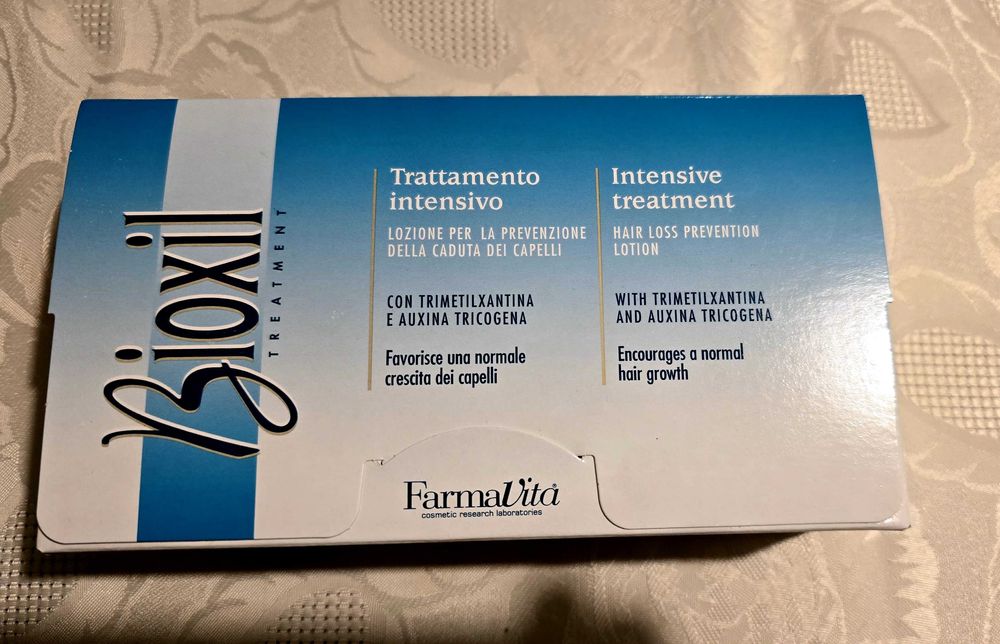 Bioxil
TREATMENT
Trattamento
intensivo
LOZIONE PER LA PREVENZIONE
DELLA CADUTA DEI CAPELLI
CON TRIMETILXANTINA
E AUXINA TRICOGENA
Favorisce una normale
crescita dei capelli
Intensive
treatment
HAIR LOSS PREVENTION
LOTION
WITH TRIMETILXANTINA
AND AUXINA TRICOGENA
Encourages a normal
hair growth
FarmaVita®
cosmetic research laboratories